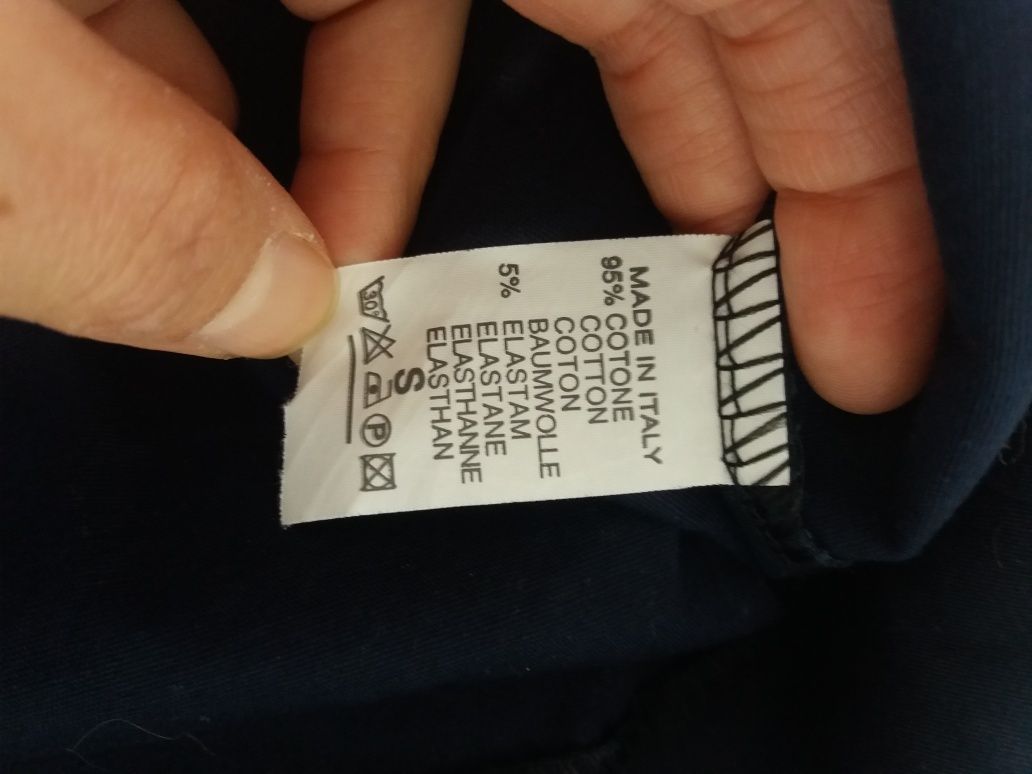 MADE IN ITALY
95% COTONE
COTTON
COTON
BAUMWOLLE
5% ELASTAM
ELASTANE
ELASTHANNE
ELASTHAN
S
30° P